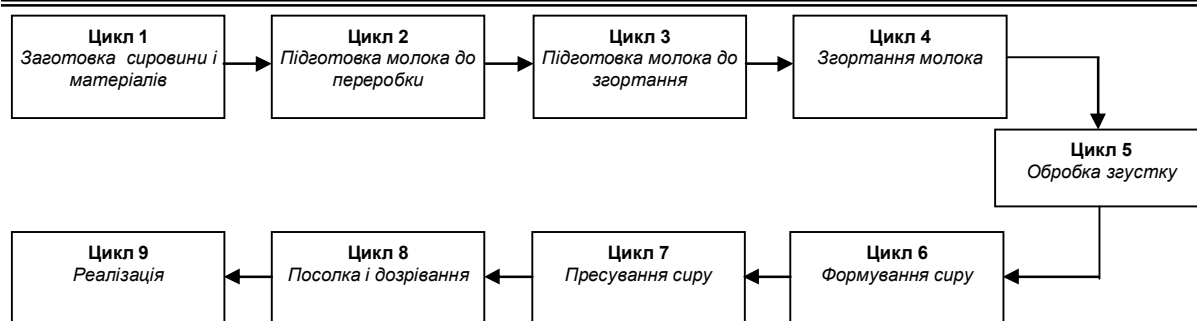 Цикл 1
Заготовка сировини і
матеріалів
Цикл 2
Підготовка молока до
переробки
Цикл 3
Підготовка молока до
згортання
Цикл 4
Згортання молока
Цикл 5
Обробка згустку
Цикл 9
Реалізація
Цикл 8
Посолка і дозрівання
Цикл 7
Пресування сиру
Цикл 6
Формування сиру